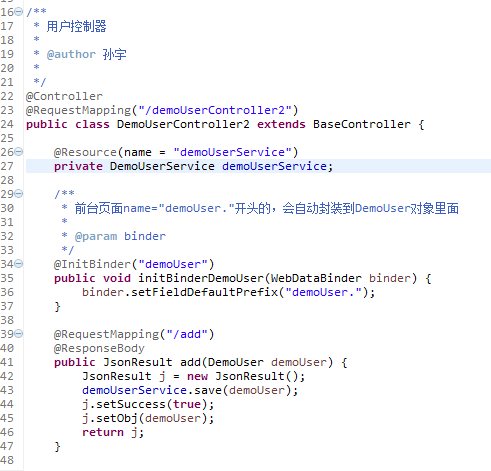 16 /**
17  * 用户控制器
18  *
19  * @author 孙宇
20  *
21  */
22 @Controller
23 @RequestMapping("/demoUserController2")
24 public class DemoUserController2 extends BaseController {
25
26     @Resource(name = "demoUserService")
27     private DemoUserService demoUserService;
28
29     /**
30      * 前台页面name="demoUser."开头的，会自动封装到DemoUser对象里面
31      *
32      * @param binder
33      */
34     @InitBinder("demoUser")
35     public void initBinderDemoUser(WebDataBinder binder) {
36         binder.setFieldDefaultPrefix("demoUser.");
37     }
38
39     @RequestMapping("/add")
40     @ResponseBody
41     public JsonResult add(DemoUser demoUser) {
42         JsonResult j = new JsonResult();
43         demoUserService.save(demoUser);
44         j.setSuccess(true);
45         j.setObj(demoUser);
46         return j;
47     }
48